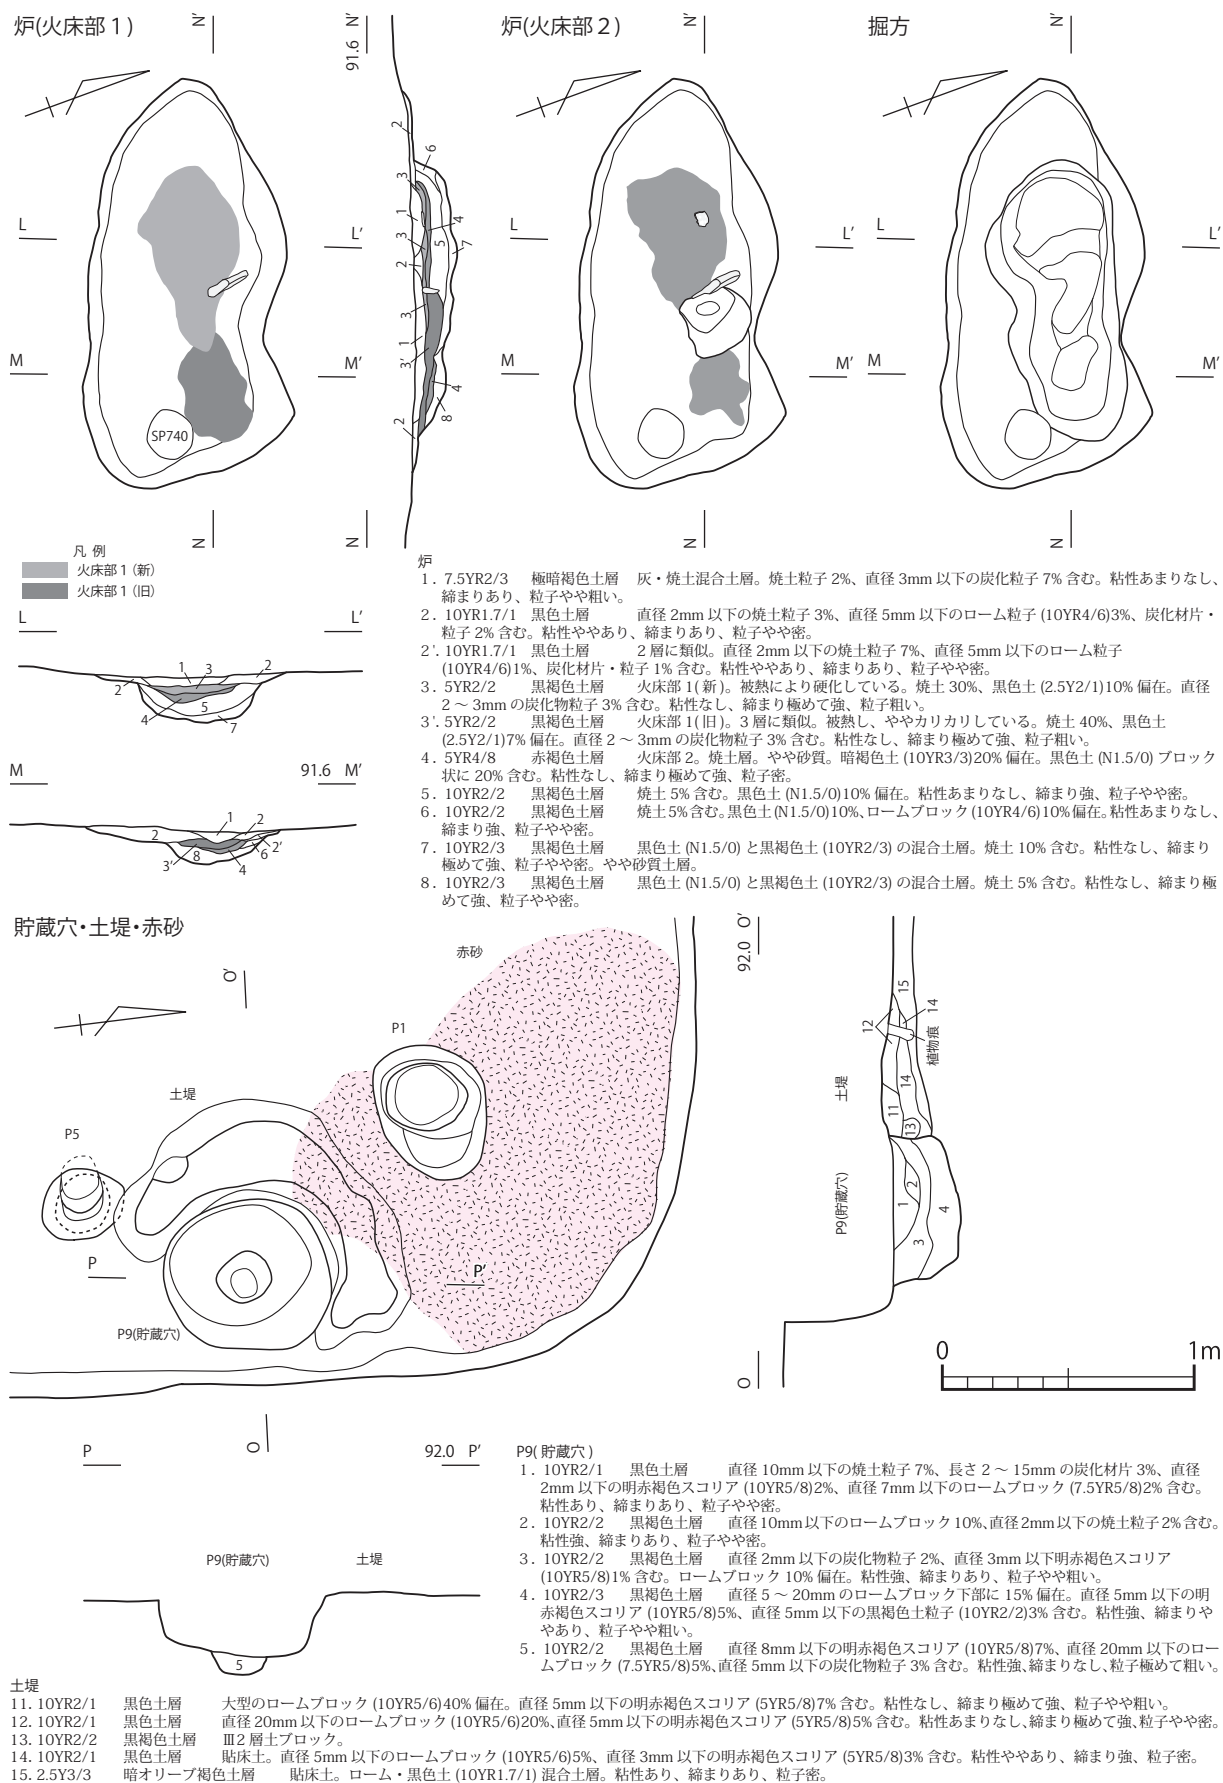 炉(火床部１)
N′
91.6 N′
炉(火床部２)
N′
掘方
N′
2
6
3
1
4
3
5
7
2
3
1
3′
4
8
2
L
L′
L
L′
L
L′
M
M′
M
M′
M
M′
SP740
N
N
N
N
凡 例
火床部１(新)
火床部１(旧)
L
L′
1
3
2
2
4
5
7
M
91.6 M′
1
2
2
2′
3′
8
4
6
炉
1．7.5YR2/3 極暗褐色土層 灰・焼土混合土層。焼土粒子 2%、直径 3mm 以下の炭化粒子 7% 含む。粘性あまりなし、
締まりあり、粒子やや粗い。
2．10YR1.7/1 黒色土層 直径 2mm 以下の焼土粒子 3%、直径 5mm 以下のローム粒子 (10YR4/6)3%、炭化材片・
粒子 2% 含む。粘性ややあり、締まりあり、粒子やや密。
2′．10YR1.7/1 黒色土層 2 層に類似。直径 2mm 以下の焼土粒子 7%、直径 5mm 以下のローム粒子
(10YR4/6)1%、炭化材片・粒子 1% 含む。粘性ややあり、締まりあり、粒子やや密。
3．5YR2/2 黒褐色土層 火床部 1(新)。被熱により硬化している。焼土 30%、黒色土 (2.5Y2/1)10% 偏在。直径
2 ～ 3mm の炭化物粒子 3% 含む。粘性なし、締まり極めて強、粒子粗い。
3′．5YR2/2 黒褐色土層 火床部 1(旧)。3 層に類似。被熱し、ややカリカリしている。焼土 40%、黒色土
(2.5Y2/1)7% 偏在。直径 2 ～ 3mm の炭化物粒子 3% 含む。粘性なし、締まり極めて強、粒子粗い。
4．5YR4/8 赤褐色土層 火床部 2。焼土層。やや砂質。暗褐色土 (10YR3/3)20% 偏在。黒色土 (N1.5/0) ブロック
状に 20% 含む。粘性なし、締まり極めて強、粒子密。
5．10YR2/2 黒褐色土層 焼土 5% 含む。黒色土 (N1.5/0)10% 偏在。粘性あまりなし、締まり強、粒子やや密。
6．10YR2/2 黒褐色土層 焼土 5% 含む。黒色土 (N1.5/0)10%、ロームブロック (10YR4/6)10% 偏在。粘性あまりなし、
締まり強、粒子やや密。
7．10YR2/3 黒褐色土層 黒色土 (N1.5/0) と黒褐色土 (10YR2/3) の混合土層。焼土 10% 含む。粘性なし、締まり
極めて強、粒子やや密。やや砂質土層。
8．10YR2/3 黒褐色土層 黒色土 (N1.5/0) と黒褐色土 (10YR2/3) の混合土層。焼土 5% 含む。粘性なし、締まり極
めて強、粒子やや密。
貯蔵穴・土堤・赤砂
O′
赤砂
P1
土堤
P5
P
P′
P9(貯蔵穴)
O
92.0 O′
15
14
12
植物痕
14
土堤
11
13
P9(貯蔵穴)
1
2
3
4
O
0
1m
P
92.0 P′
P9(貯蔵穴)
土堤
5
P9(貯蔵穴)
1．10YR2/1 黒色土層 直径 10mm 以下の焼土粒子 7%、長さ 2 ～ 15mm の炭化材片 3%、直径
2mm 以下の明赤褐色スコリア (10YR5/8)2%、直径 7mm 以下のロームブロック (7.5YR5/8)2% 含む。
粘性あり、締まりあり、粒子やや密。
2．10YR2/2 黒褐色土層 直径 10mm 以下のロームブロック 10%、直径 2mm 以下の焼土粒子 2% 含む。
粘性強、締まりあり、粒子やや密。
3．10YR2/2 黒褐色土層 直径 2mm 以下の炭化物粒子 2%、直径 3mm 以下明赤褐色スコリア
(10YR5/8)1% 含む。ロームブロック 10% 偏在。粘性強、締まりあり、粒子やや粗い。
4．10YR2/3 黒褐色土層 直径 5 ～ 20mm のロームブロック下部に 15% 偏在。直径 5mm 以下の明
赤褐色スコリア (10YR5/8)5%、直径 5mm 以下の黒褐色土粒子 (10YR2/2)3% 含む。粘性強、締まりや
やあり、粒子やや粗い。
5．10YR2/2 黒褐色土層 直径 8mm 以下の明赤褐色スコリア (10YR5/8)7%、直径 20mm 以下のロー
ムブロック (7.5YR5/8)5%、直径 5mm 以下の炭化物粒子 3% 含む。粘性強、締まりなし、粒子極めて粗い。
土堤
11. 10YR2/1 黒色土層 大型のロームブロック (10YR5/6)40% 偏在。直径 5mm 以下の明赤褐色スコリア (5YR5/8)7% 含む。粘性なし、締まり極めて強、粒子やや粗い。
12. 10YR2/1 黒色土層 直径 20mm 以下のロームブロック (10YR5/6)20%、直径 5mm 以下の明赤褐色スコリア (5YR5/8)5% 含む。粘性あまりなし、締まり極めて強、粒子やや密。
13. 10YR2/2 黒褐色土層 Ⅲ2 層土ブロック。
14. 10YR2/1 黒色土層 貼床土。直径 5mm 以下のロームブロック (10YR5/6)5%、直径 3mm 以下の明赤褐色スコリア (5YR5/8)3% 含む。粘性ややあり、締まり強、粒子密。
15. 2.5Y3/3 暗オリーブ褐色土層 貼床土。ローム・黒色土 (10YR1.7/1) 混合土層。粘性あり、締まりあり、粒子密。